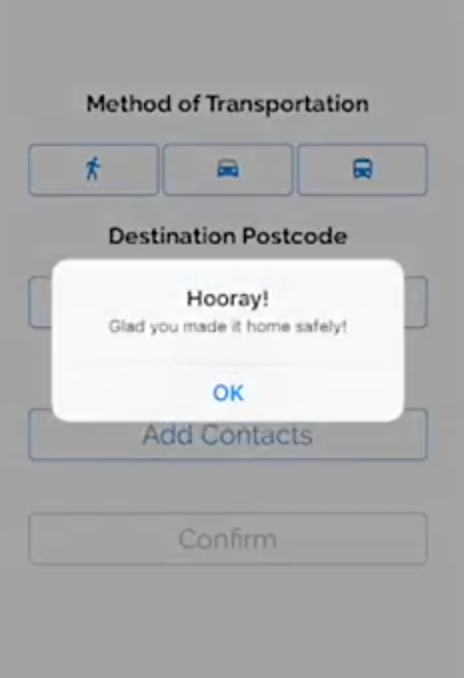 Method of Transportation
Destination Postcode
Hooray!
Glad you made it home safely!
OK
Add Contacts
Confirm